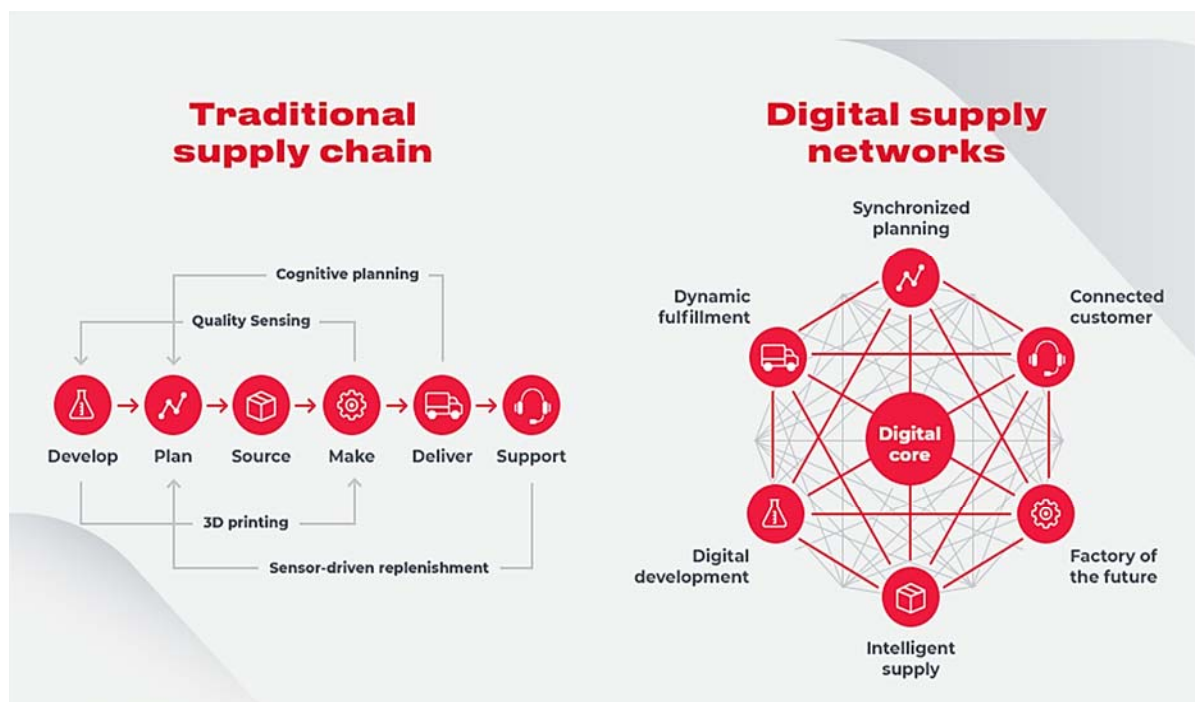 Traditional
supply chain
Cognitive planning
Quality Sensing
Develop
Plan
Source
Make
Deliver
Support
3D printing
Sensor-driven replenishment
Digital supply
networks
Synchronized
planning
Dynamic
fulfillment
Connected
customer
Digital
core
Digital
development
Factory of
the future
Intelligent
supply